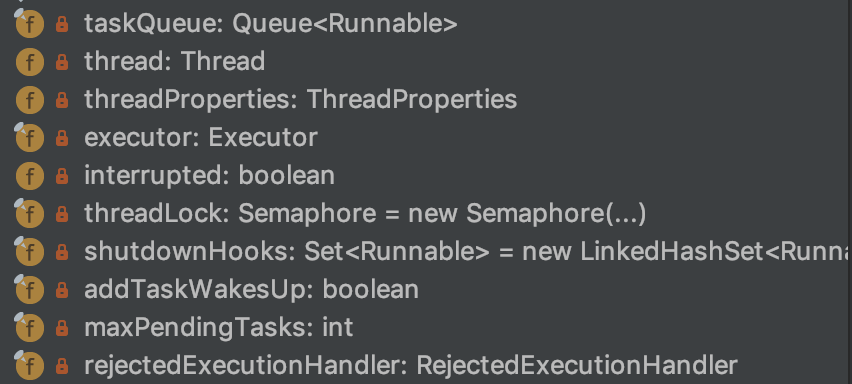 f taskQueue: Queue<Runnable>
f thread: Thread
f threadProperties: ThreadProperties
f executor: Executor
f interrupted: boolean
f threadLock: Semaphore = new Semaphore(...)
f shutdownHooks: Set<Runnable> = new LinkedHashSet<Runna
f addTaskWakesUp: boolean
f maxPendingTasks: int
f rejectedExecutionHandler: RejectedExecutionHandler